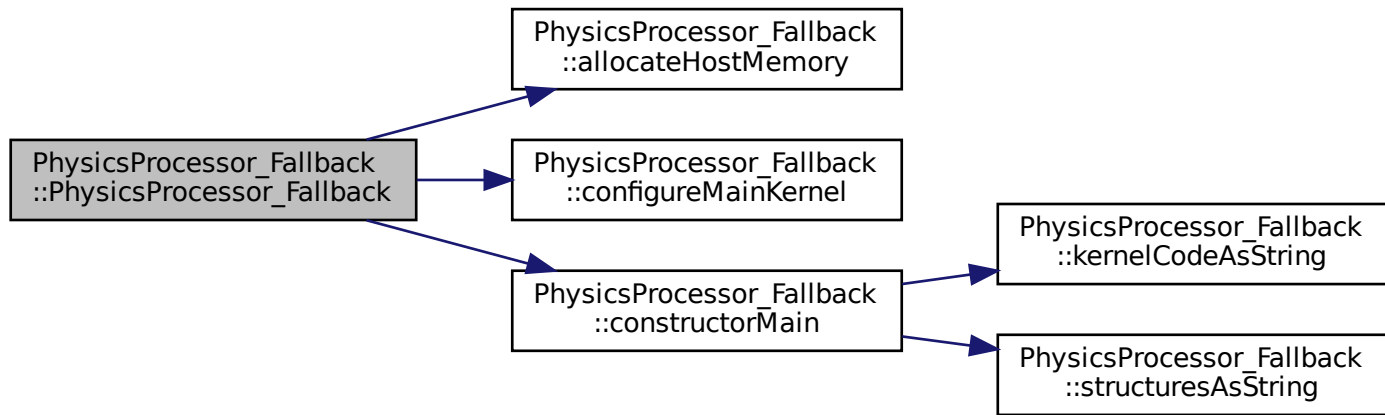 PhysicsProcessor_Fallback
::PhysicsProcessor_Fallback
PhysicsProcessor_Fallback
::allocateHostMemory
PhysicsProcessor_Fallback
::configureMainKernel
PhysicsProcessor_Fallback
::constructorMain
PhysicsProcessor_Fallback
::kernelCodeAsString
PhysicsProcessor_Fallback
::structuresAsString